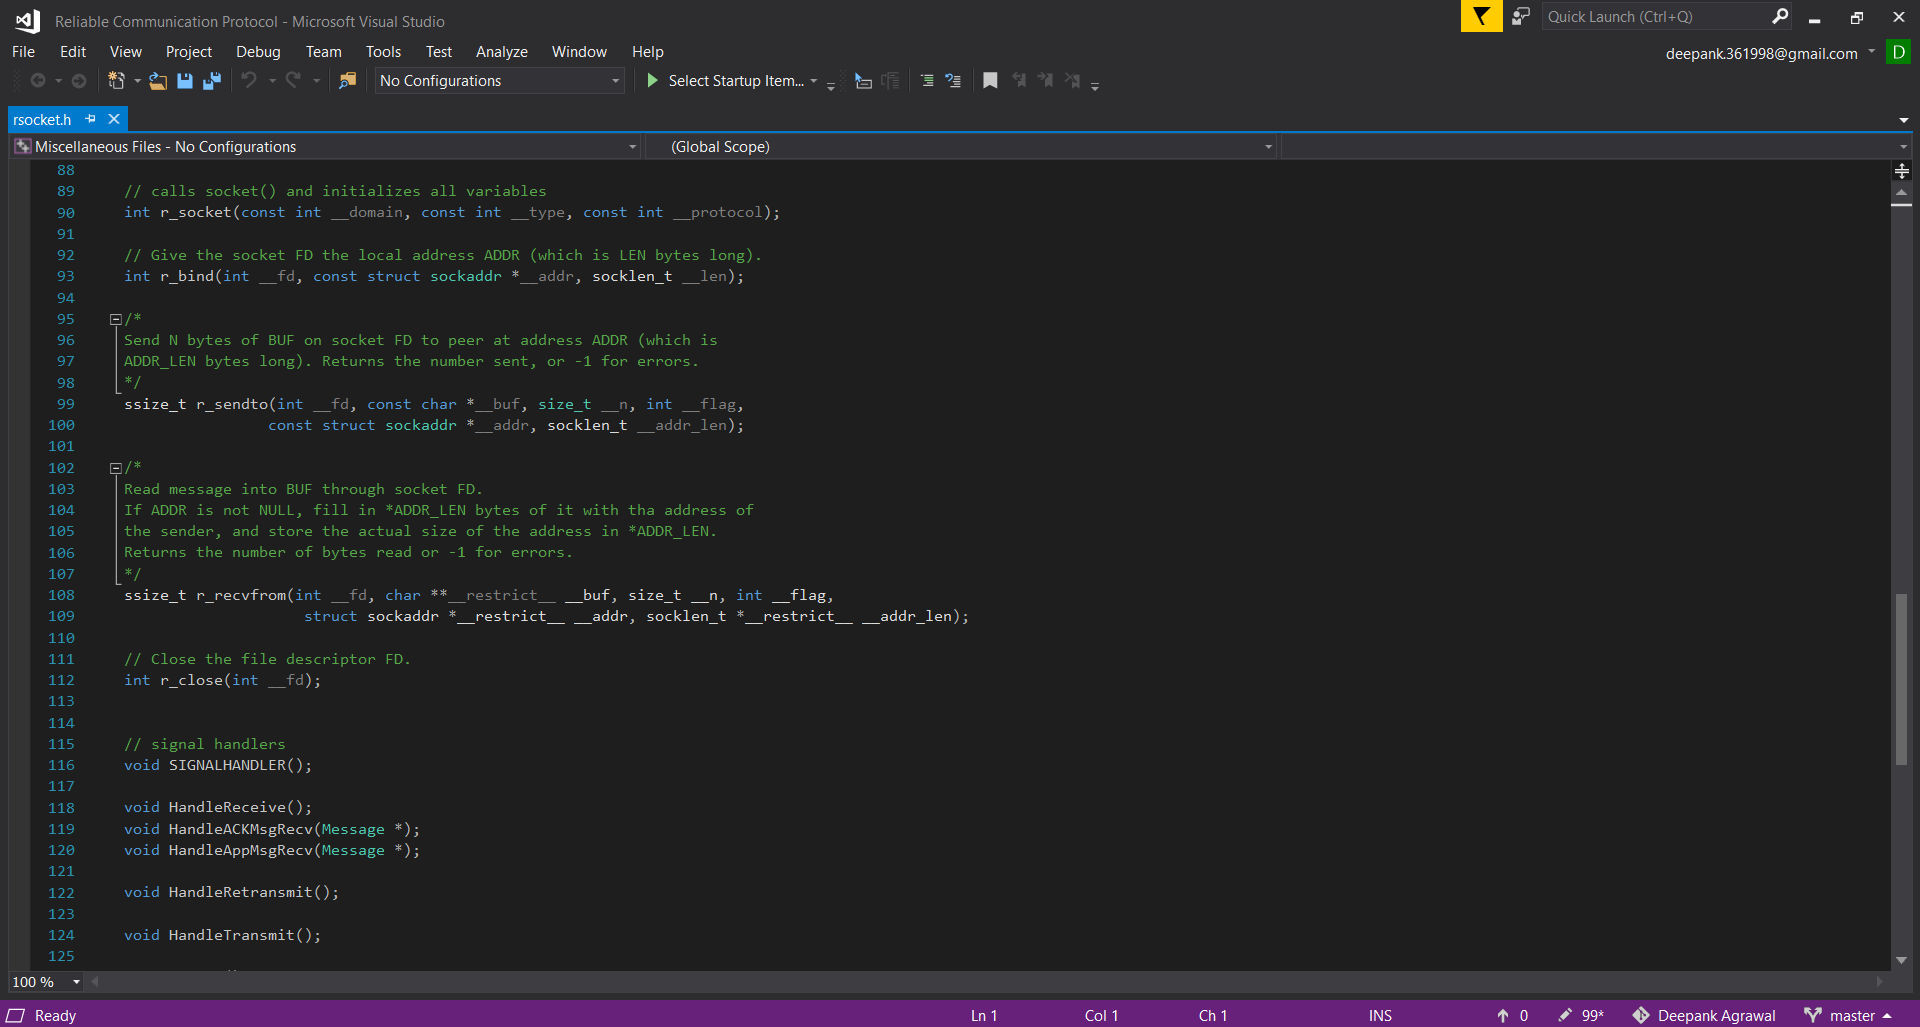 Reliable Communication Protocol - Microsoft Visual Studio
Quick Launch (Ctrl+Q)
File Edit View Project Debug Team Tools Test Analyze Window Help
deepank.361998@gmail.com D
No Configurations Select Startup Item...
rsocket.h
Miscellaneous Files - No Configurations (Global Scope)
88
89 // calls socket() and initializes all variables
90 int r_socket(const int __domain, const int __type, const int __protocol);
91
92 // Give the socket FD the local address ADDR (which is LEN bytes long).
93 int r_bind(int __fd, const struct sockaddr *__addr, socklen_t __len);
94
95 /*
96 Send N bytes of BUF on socket FD to peer at address ADDR (which is
97 ADDR_LEN bytes long). Returns the number sent, or -1 for errors.
98 */
99 ssize_t r_sendto(int __fd, const char *__buf, size_t __n, int __flag,
100 const struct sockaddr *__addr, socklen_t __addr_len);
101
102 /*
103 Read message into BUF through socket FD.
104 If ADDR is not NULL, fill in *ADDR_LEN bytes of it with tha address of
105 the sender, and store the actual size of the address in *ADDR_LEN.
106 Returns the number of bytes read or -1 for errors.
107 */
108 ssize_t r_recvfrom(int __fd, char **__restrict__ __buf, size_t __n, int __flag,
109 struct sockaddr *__restrict__ __addr, socklen_t *__restrict__ __addr_len);
110
111 // Close the file descriptor FD.
112 int r_close(int __fd);
113
114
115 // signal handlers
116 void SIGNALHANDLER();
117
118 void HandleReceive();
119 void HandleACKMsgRecv(Message *);
120 void HandleAppMsgRecv(Message *);
121
122 void HandleRetransmit();
123
124 void HandleTransmit();
125
100 %
Ready Ln 1 Col 1 Ch 1 INS 0 99* Deepank Agrawal master